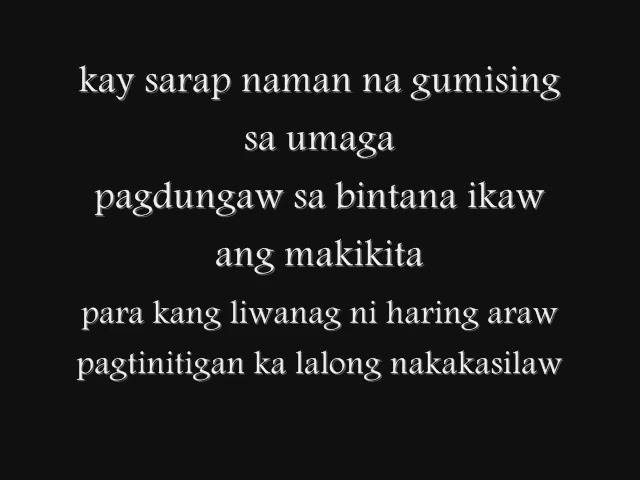 kay sarap naman na gumising
sa umaga
pagdungaw sa bintana ikaw
ang makikita
para kang liwanag ni haring araw
pagtinitigan ka lalong nakakasilaw